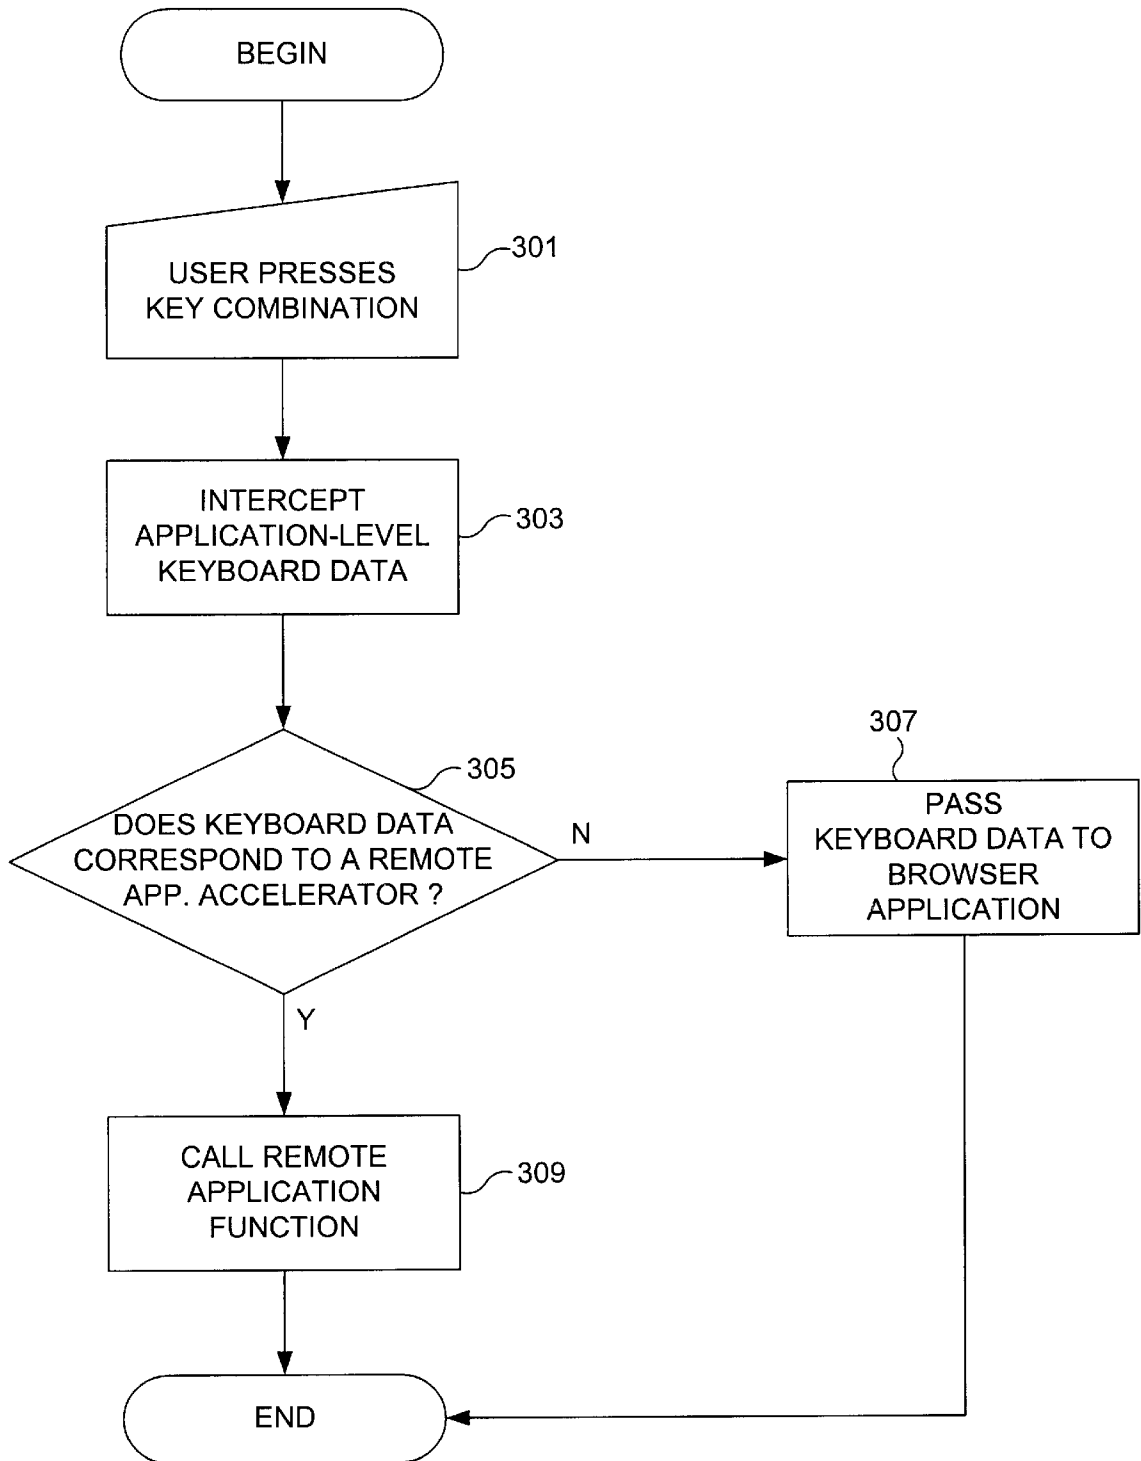 BEGIN
301
USER PRESSES
KEY COMBINATION
INTERCEPT
APPLICATION-LEVEL
KEYBOARD DATA
303
305
DOES KEYBOARD DATA
CORRESPOND TO A REMOTE
APP. ACCELERATOR ?
N
307
PASS
KEYBOARD DATA TO
BROWSER
APPLICATION
Y
CALL REMOTE
APPLICATION
FUNCTION
309
END